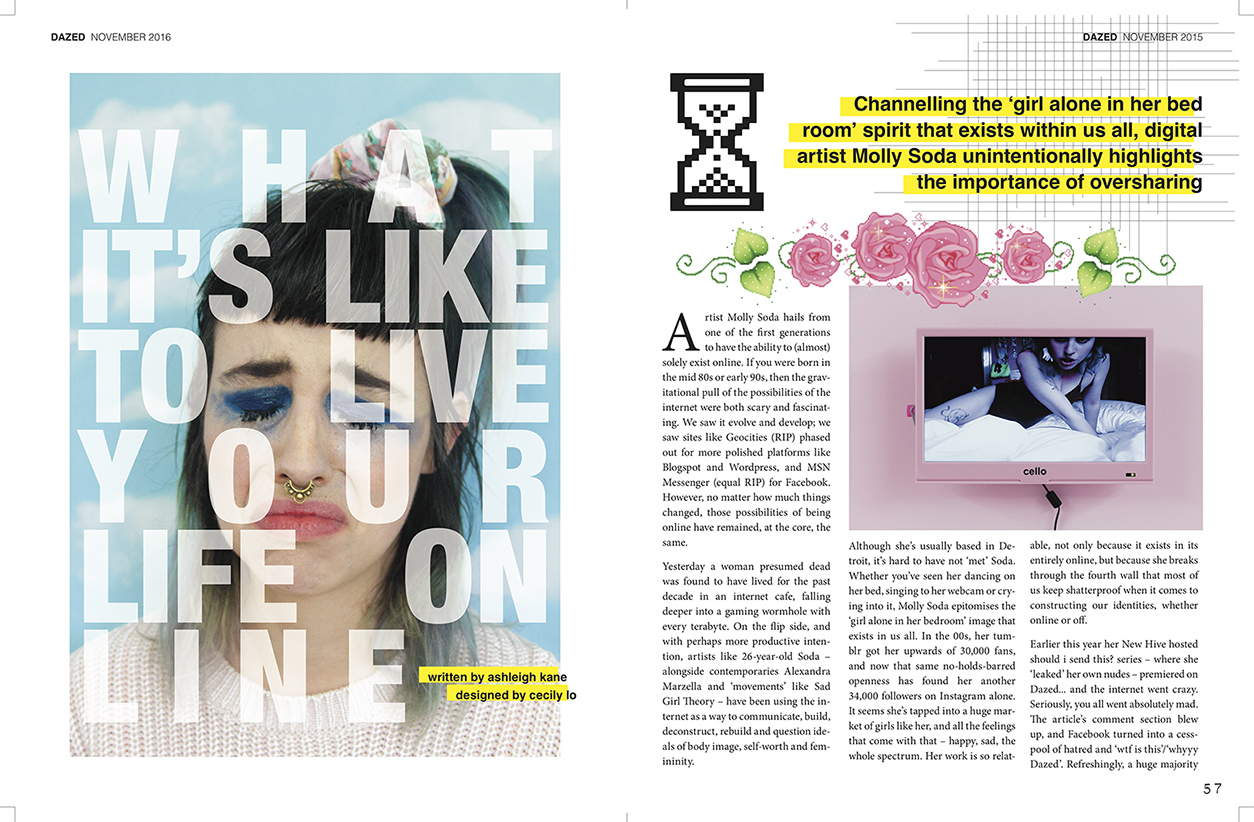 DAZED NOVEMBER 2016
WHAT
IT'S LIKE
TO LIVE
YOUR
LIFE ON
LINE
written by ashleigh kane
designed by cecily lo
DAZED NOVEMBER 2015
Channelling the ‘girl alone in her bed
room’ spirit that exists within us all, digital
artist Molly Soda unintentionally highlights
the importance of oversharing
Artist Molly Soda hails from
one of the first generations
to have the ability to (almost)
solely exist online. If you were born in
the mid 80s or early 90s, then the grav-
itational pull of the possibilities of the
internet were both scary and fascinat-
ing. We saw it evolve and develop; we
saw sites like Geocities (RIP) phased
out for more polished platforms like
Blogspot and Wordpress, and MSN
Messenger (equal RIP) for Facebook.
However, no matter how much things
changed, those possibilities of being
online have remained, at the core, the
same.
Yesterday a woman presumed dead
was found to have lived for the past
decade in an internet cafe, falling
deeper into a gaming wormhole with
every terabyte. On the flip side, and
with perhaps more productive inten-
tion, artists like 26-year-old Soda –
alongside contemporaries Alexandra
Marzella and ‘movements’ like Sad
Girl Theory – have been using the in-
ternet as a way to communicate, build,
deconstruct, rebuild and question ide-
als of body image, self-worth and fem-
ininity.
cello
Although she’s usually based in De-
troit, it’s hard to have not ‘met’ Soda.
Whether you’ve seen her dancing on
her bed, singing to her webcam or cry-
ing into it, Molly Soda epitomises the
‘girl alone in her bedroom’ image that
exists in us all. In the 00s, her tum-
blr got her upwards of 30,000 fans,
and now that same no-holds-barred
openness has found her another
34,000 followers on Instagram alone.
It seems she’s tapped into a huge mar-
ket of girls like her, and all the feelings
that come with that – happy, sad, the
whole spectrum. Her work is so relat-
able, not only because it exists in its
entirely online, but because she breaks
through the fourth wall that most of
us keep shatterproof when it comes to
constructing our identities, whether
online or off.
Earlier this year her New Hive hosted
should i send this? series – where she
‘leaked’ her own nudes – premiered on
Dazed... and the internet went crazy.
Seriously, you all went absolutely mad.
The article’s comment section blew
up, and Facebook turned into a cess-
pool of hatred and ‘wtf is this’/‘whyyy
Dazed’. Refreshingly, a huge majority
57